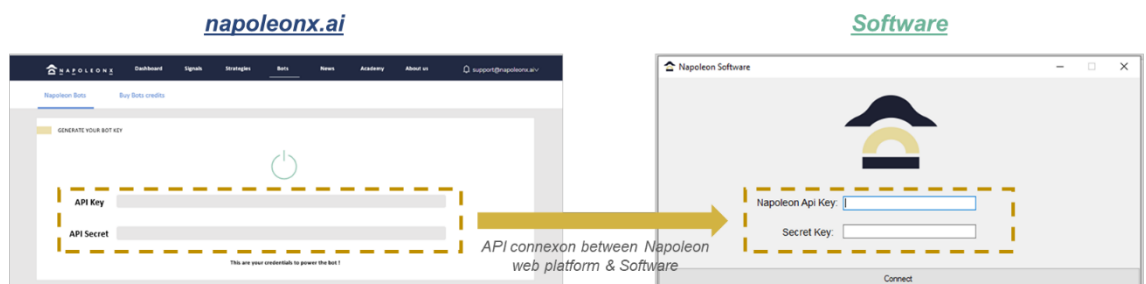 napoleonx.ai
Software
NAPOLEONX Dashboard Signals Strategies Bots News Academy About us support@napoleonx.ai
Napoleon Bots Buy Bots credits
GENERATE YOUR BOT KEY
API Key
API Secret
This are your credentials to power the bot !
API connexon between Napoleon
web platform & Software
Napoleon Software
Napoleon Api Key:
Secret Key:
Connect